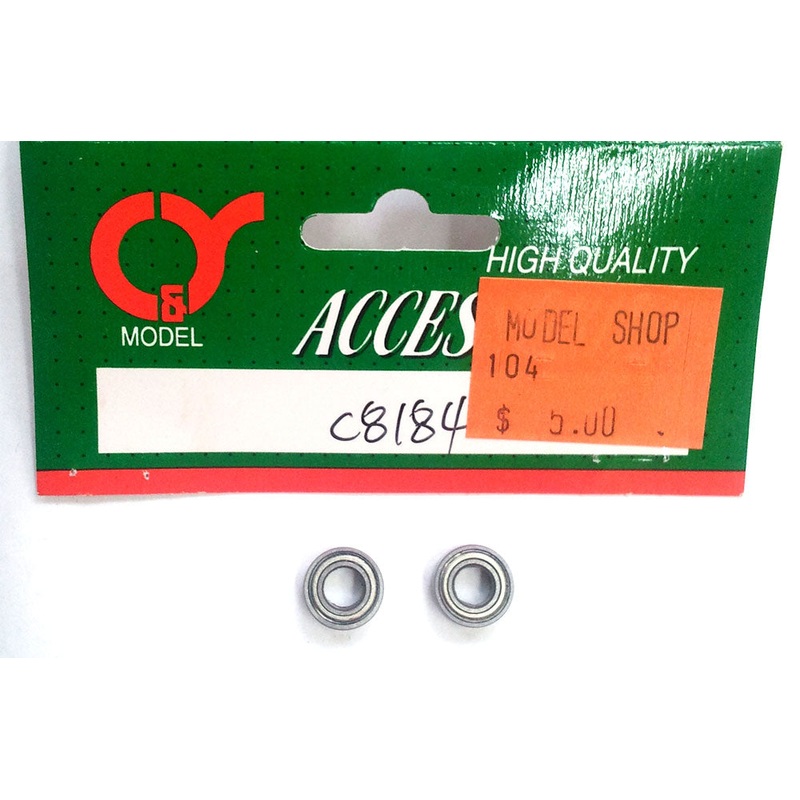 C&Y
MODEL
HIGH QUALITY
ACCES
MODEL SHOP
104
$ 5.00
C8184